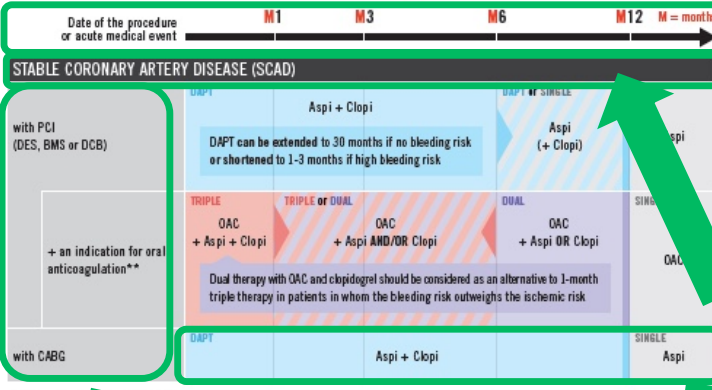 Date of the procedure M1 M3 M6 M12 M = month
or acute medical event
STABLE CORONARY ARTERY DISEASE (SCAD)
DAPT DAPT or SINGLE
with PCI
(DES, BMS or DCB)
Aspi + Clopi
DAPT can be extended to 30 months if no bleeding risk
or shortened to 1-3 months if high bleeding risk
Aspi
(+ Clopi)
TRIPLE TRIPLE or DUAL DUAL
+ an indication for oral
anticoagulation**
OAC
+ Aspi + Clopi
OAC
+ Aspi AND/OR Clopi
OAC
+ Aspi OR Clopi
OAC
Dual therapy with OAC and clopidogrel should be considered as an alternative to 1-month
triple therapy in patients in whom the bleeding risk outweighs the ischemic risk
DAPT SINGLE
with CABG Aspi + Clopi Aspi